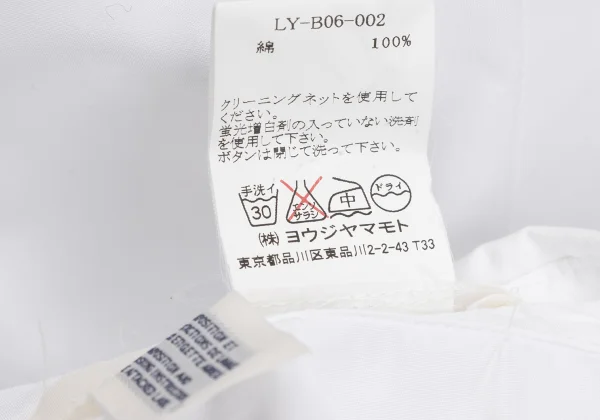 LY-B06-002
綿 100%
クリーニングネットを使用して
ください。
蛍光増白剤の入っていない洗剤
を使用して下さい。
ボタンは閉じて洗って下さい。
手洗イ 30 エンソ サラシ 中 ドライ
㈱ ヨウジヤマモト
東京都品川区東品川2-2-43 T33